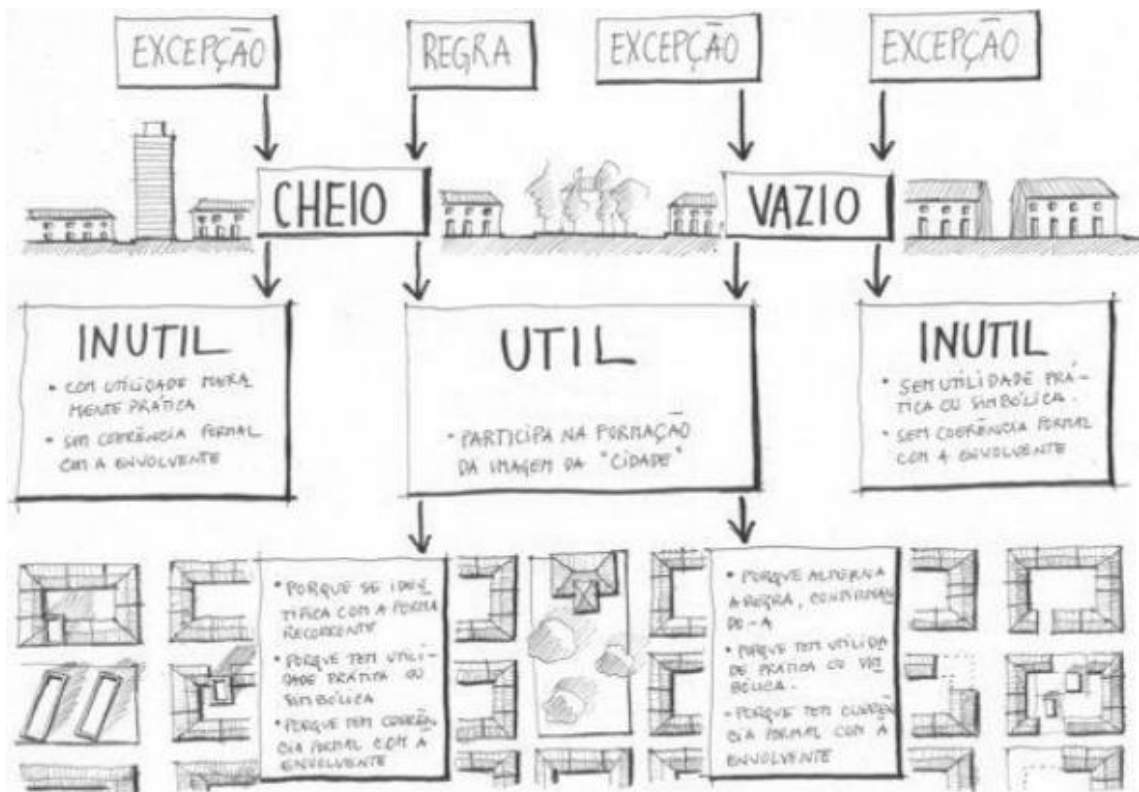 EXCEPÇÃO
REGRA
EXCEPÇÃO
EXCEPÇÃO
CHEIO
VAZIO
INUTIL
• COM UTILIDADE MERA
MENTE PRÁTICA
• SEM COERÊNCIA FORMAL
COM A ENVOLVENTE
UTIL
• PARTICIPA NA FORMAÇÃO
DA IMAGEM DA "CIDADE"
INUTIL
• SEM UTILIDADE PRÁ-
TICA OU SIMBÓLICA.
• SEM COERÊNCIA FORMAL
COM A ENVOLVENTE
• PORQUE SE IDEN
TIFICA COM A FORMA
RECORRENTE
• PORQUE TEM UTILI-
DADE PRÁTICA OU
SIMBÓLICA
• PORQUE TEM COERÊN
CIA FORMAL COM A
ENVOLVENTE
• PORQUE ALTERNA
A REGRA, CONFIRMAN
DO-A
• PORQUE TEM UTILIDA
DE PRÁTICA OU SIM
BÓLICA.
- PORQUE TEM COERÊN
CIA FORMAL COM A
ENVOLVENTE